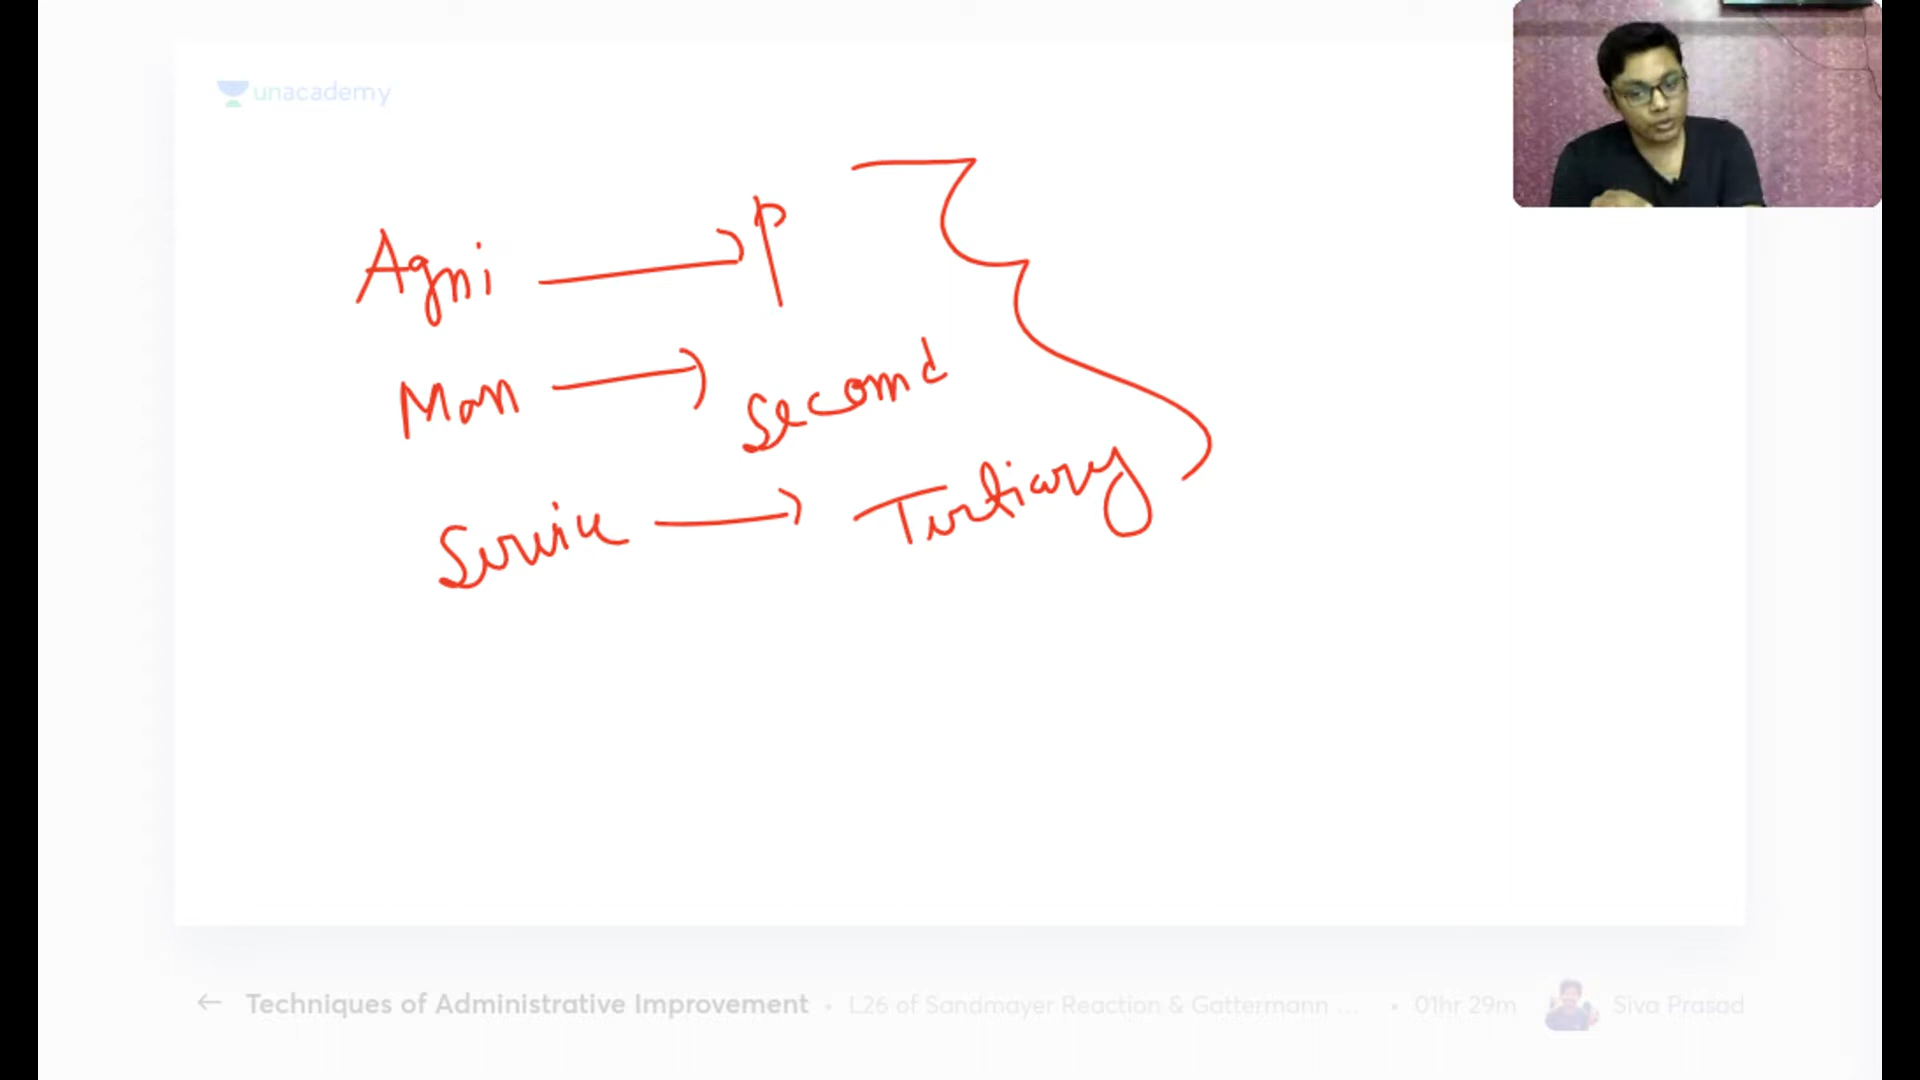 unacademy
Agni → P
Man → Second
Service → Tertiary
← Techniques of Administrative Improvement • L26 of Sandmayer Reaction & Gattermann ... • 01hr 29m Siva Prasad